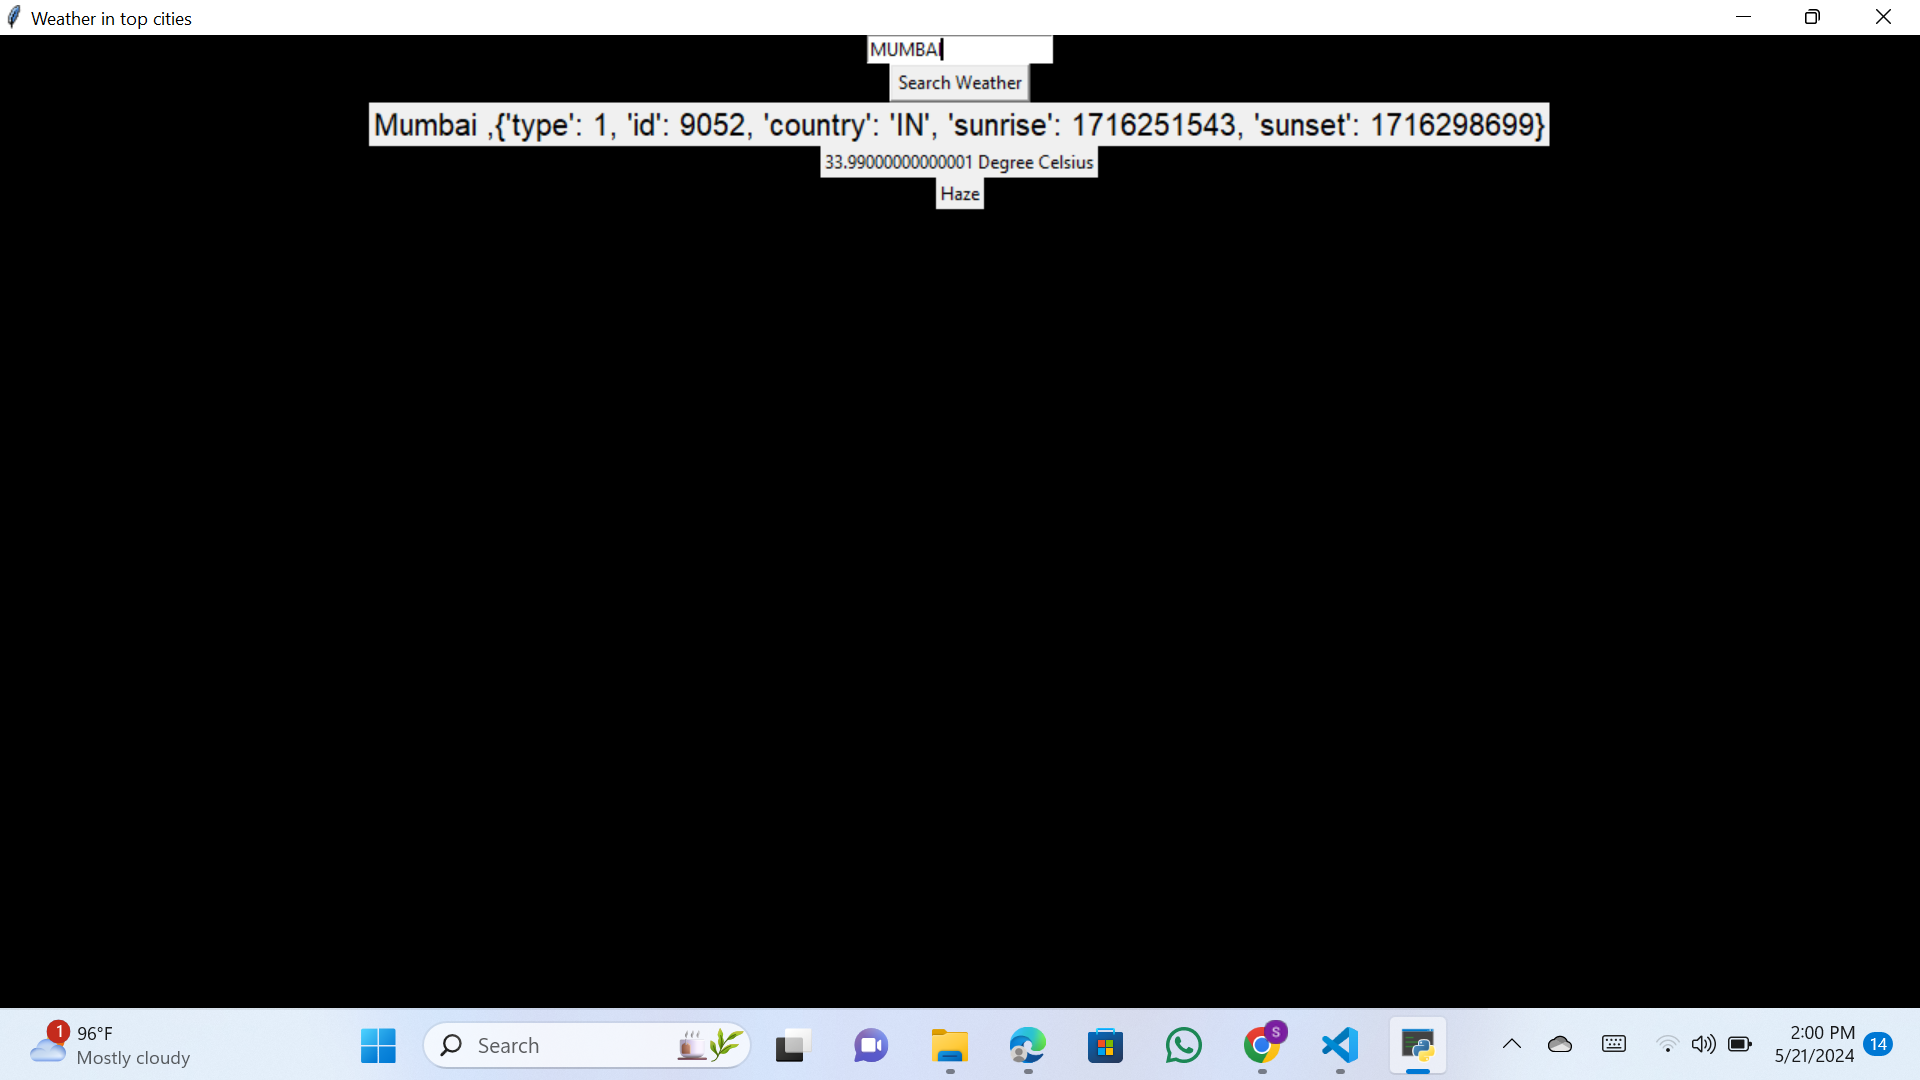 Weather in top cities
MUMBAI
Search Weather
Mumbai ,{'type': 1, 'id': 9052, 'country': 'IN', 'sunrise': 1716251543, 'sunset': 1716298699}
33.99000000000001 Degree Celsius
Haze
1
96°F
Mostly cloudy
Search
S
2:00 PM
5/21/2024
14